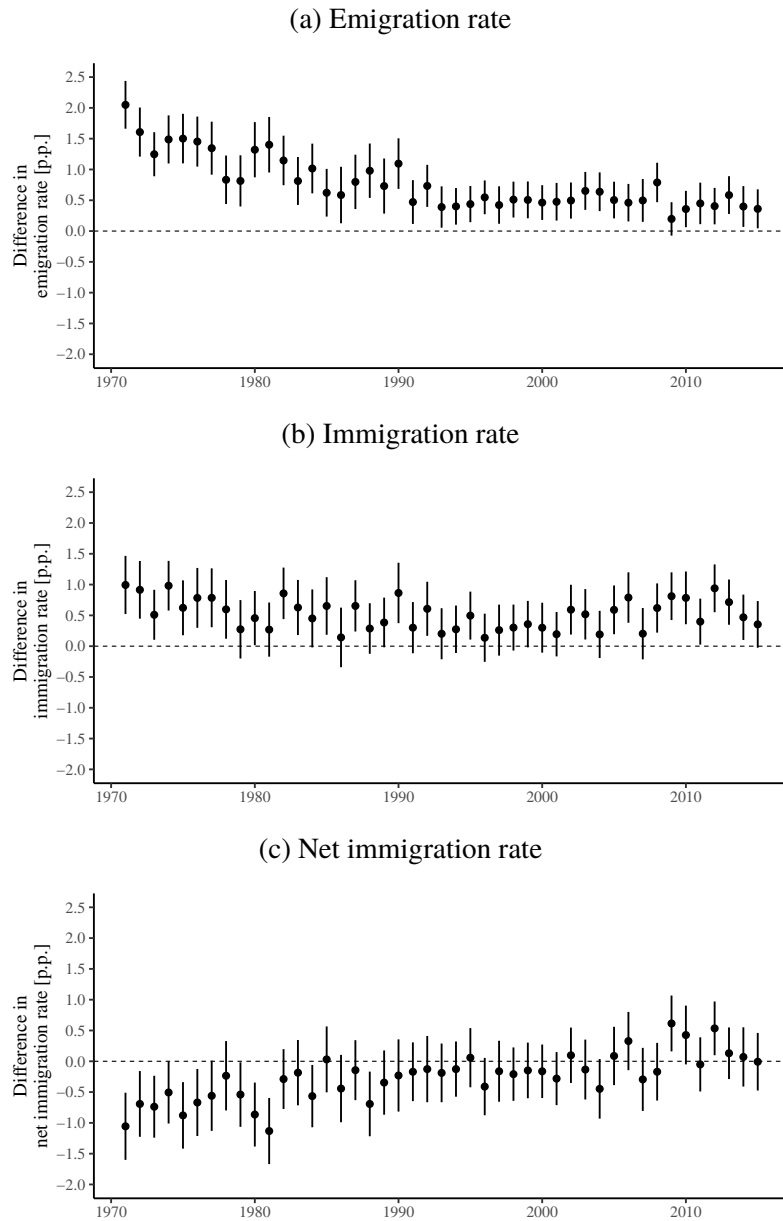 (a) Emigration rate
Difference in
emigration rate [p.p.]
2.5
2.0
1.5
1.0
0.5
0.0
−0.5
−1.0
−1.5
−2.0
1970 1980 1990 2000 2010
(b) Immigration rate
Difference in
immigration rate [p.p.]
2.5
2.0
1.5
1.0
0.5
0.0
−0.5
−1.0
−1.5
−2.0
1970 1980 1990 2000 2010
(c) Net immigration rate
Difference in
net immigration rate [p.p.]
2.5
2.0
1.5
1.0
0.5
0.0
−0.5
−1.0
−1.5
−2.0
1970 1980 1990 2000 2010